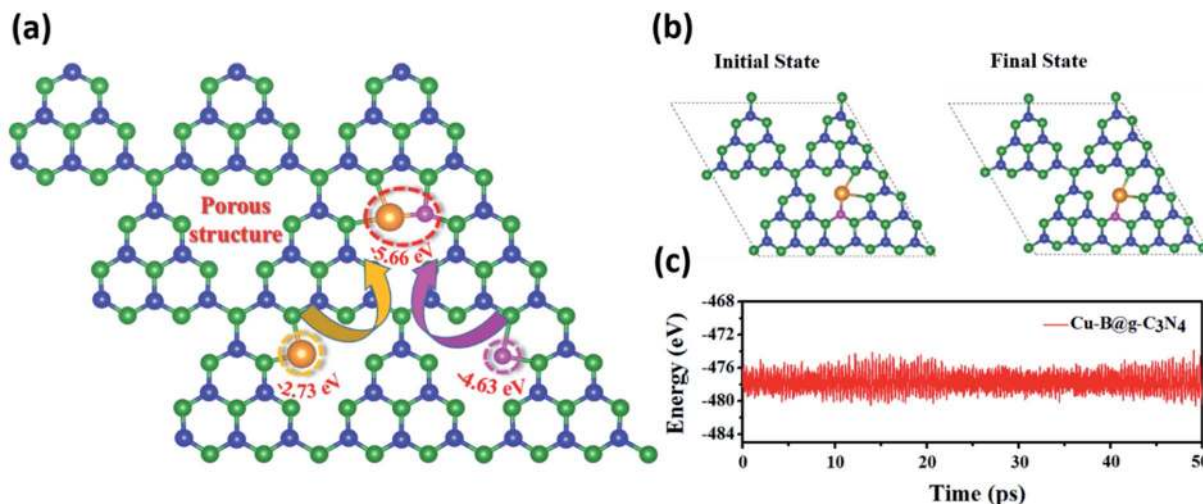 (a)
Porous
structure
-5.66 eV
-2.73 eV
-4.63 eV
(b)
Initial State
Final State
(c)
Energy (eV)
-468
-472
-476
-480
-484
Cu-B@g-C₃N₄
0
10
20
30
40
50
Time (ps)